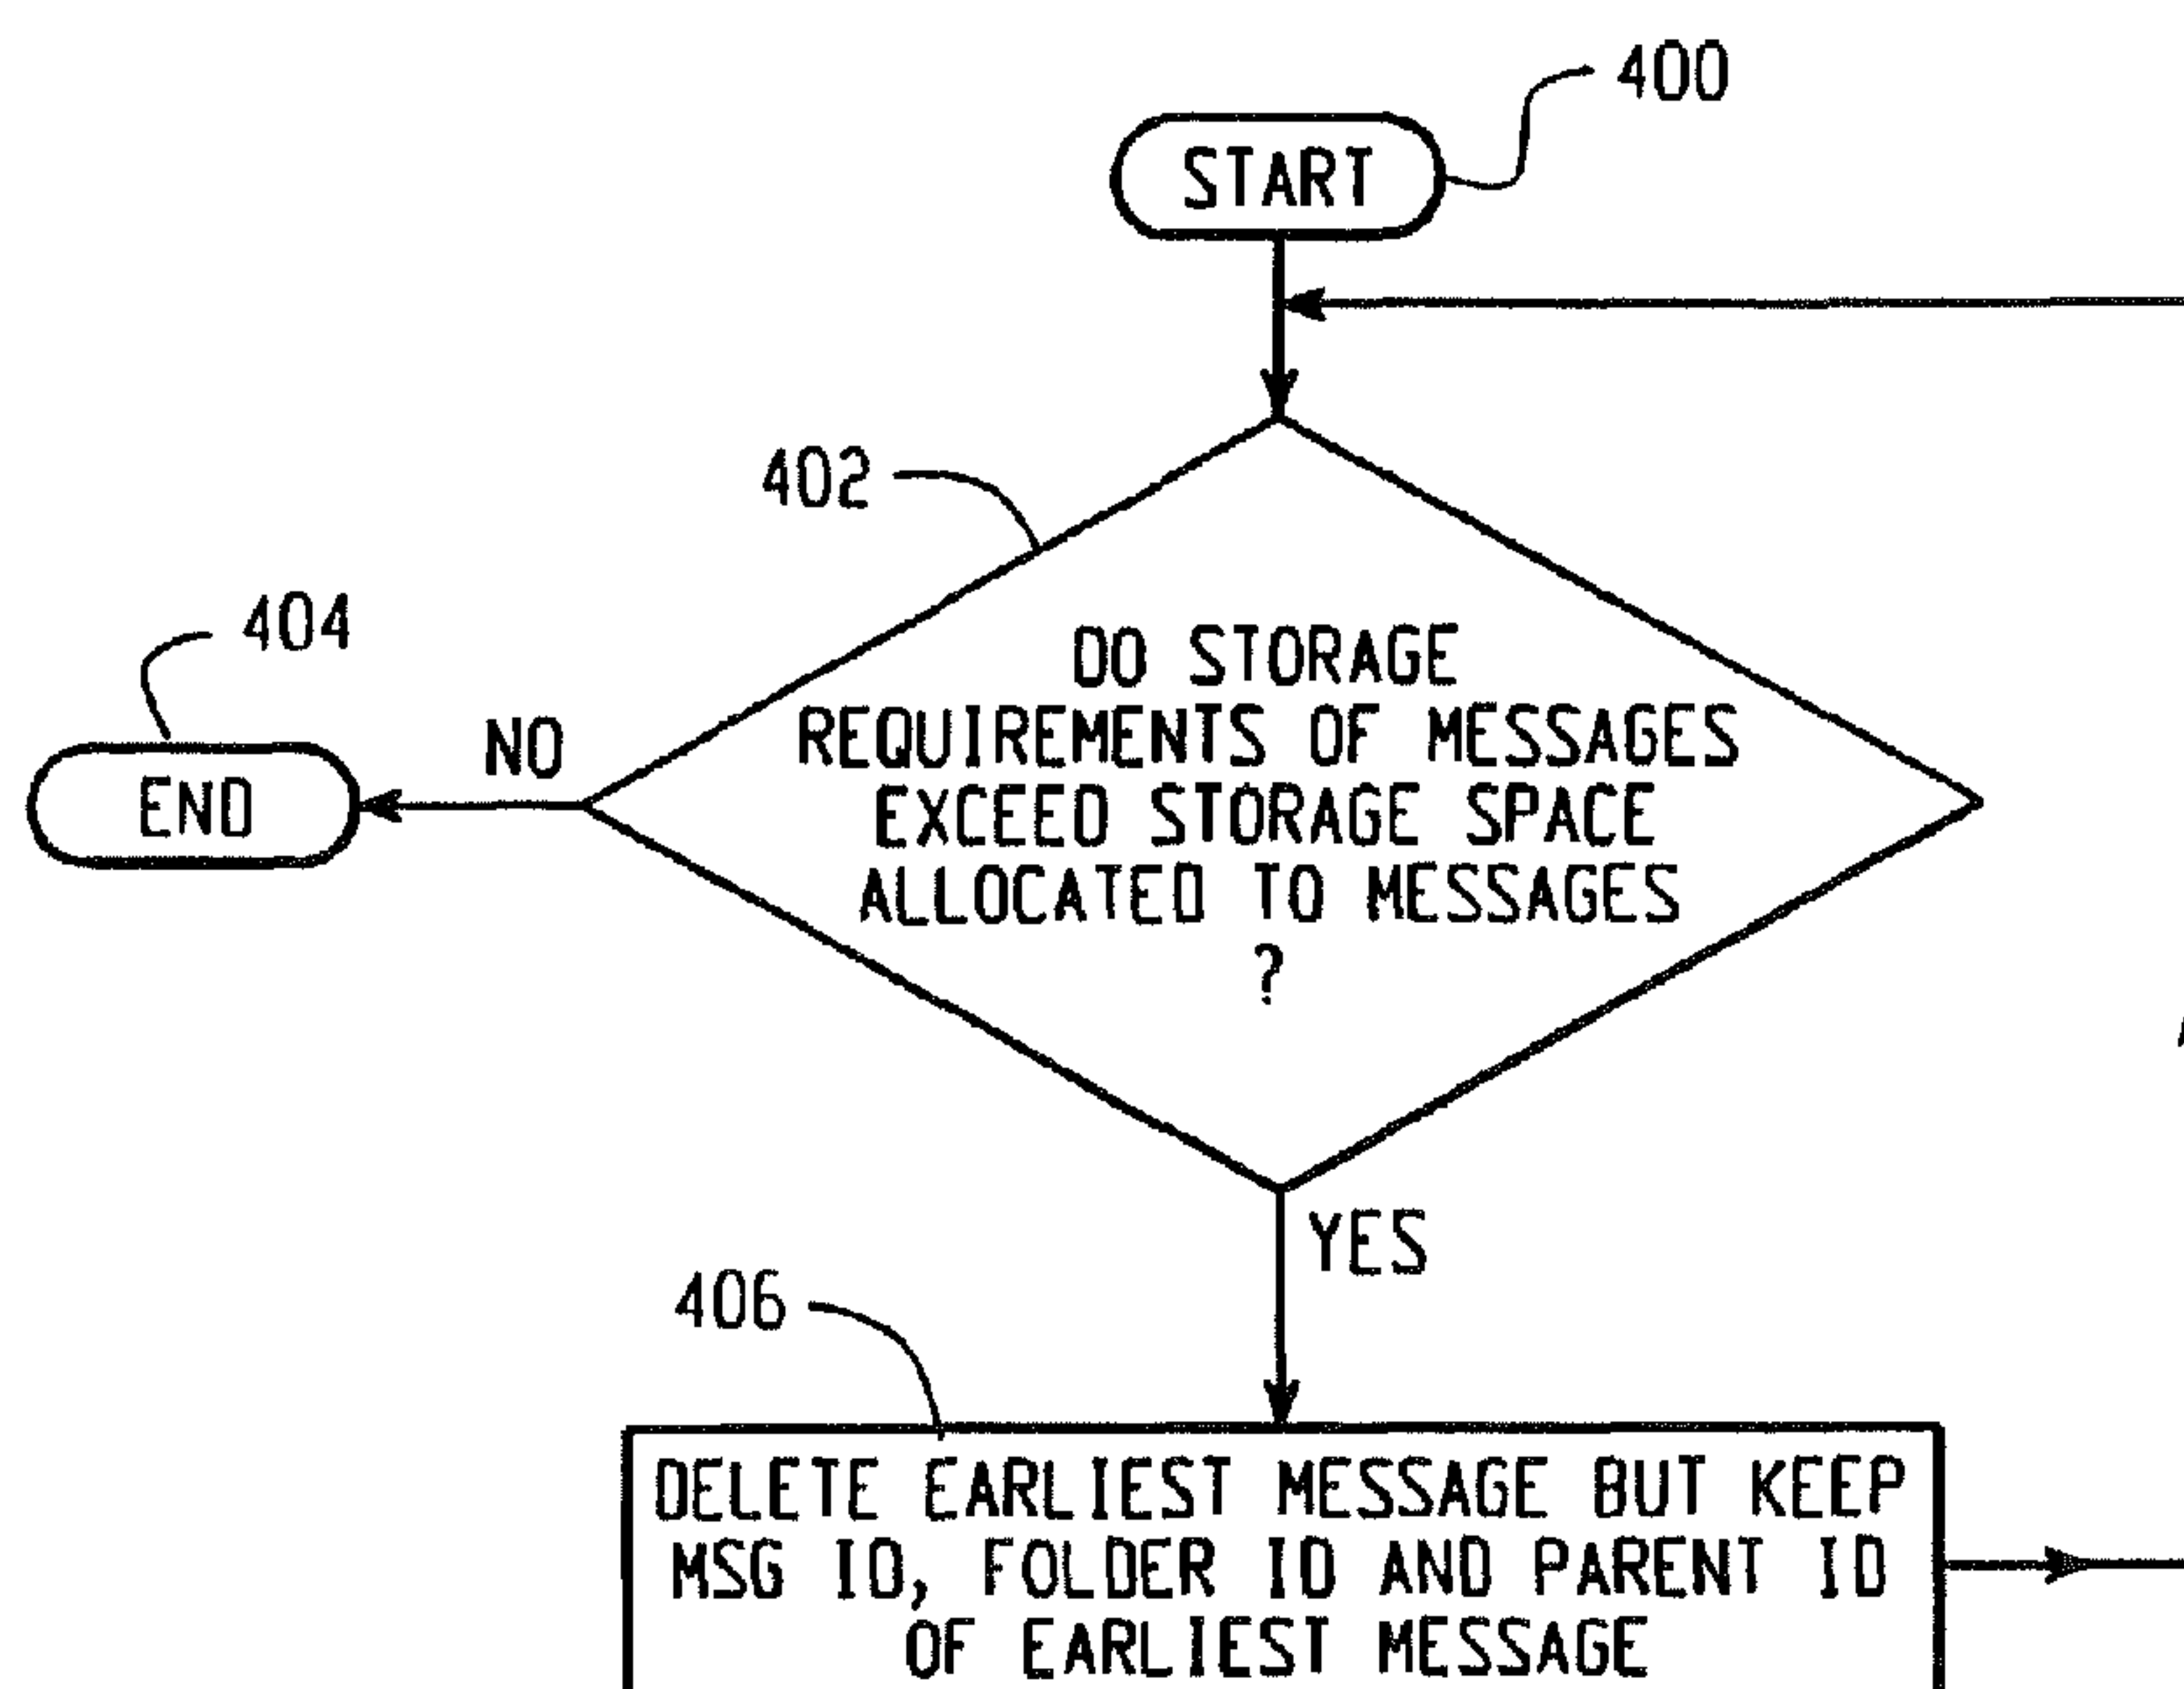 400
START
402
404
NO
END
DO STORAGE
REQUIREMENTS OF MESSAGES
EXCEED STORAGE SPACE
ALLOCATED TO MESSAGES
?
YES
406
DELETE EARLIEST MESSAGE BUT KEEP
MSG ID, FOLDER ID AND PARENT ID
OF EARLIEST MESSAGE